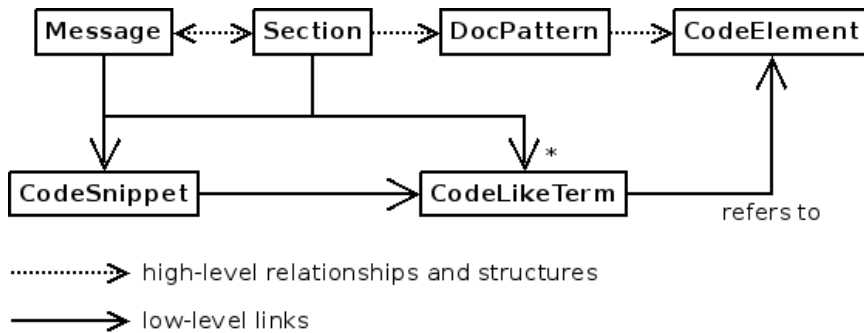 Message Section DocPattern CodeElement
*
CodeSnippet CodeLikeTerm
refers to
high-level relationships and structures
low-level links